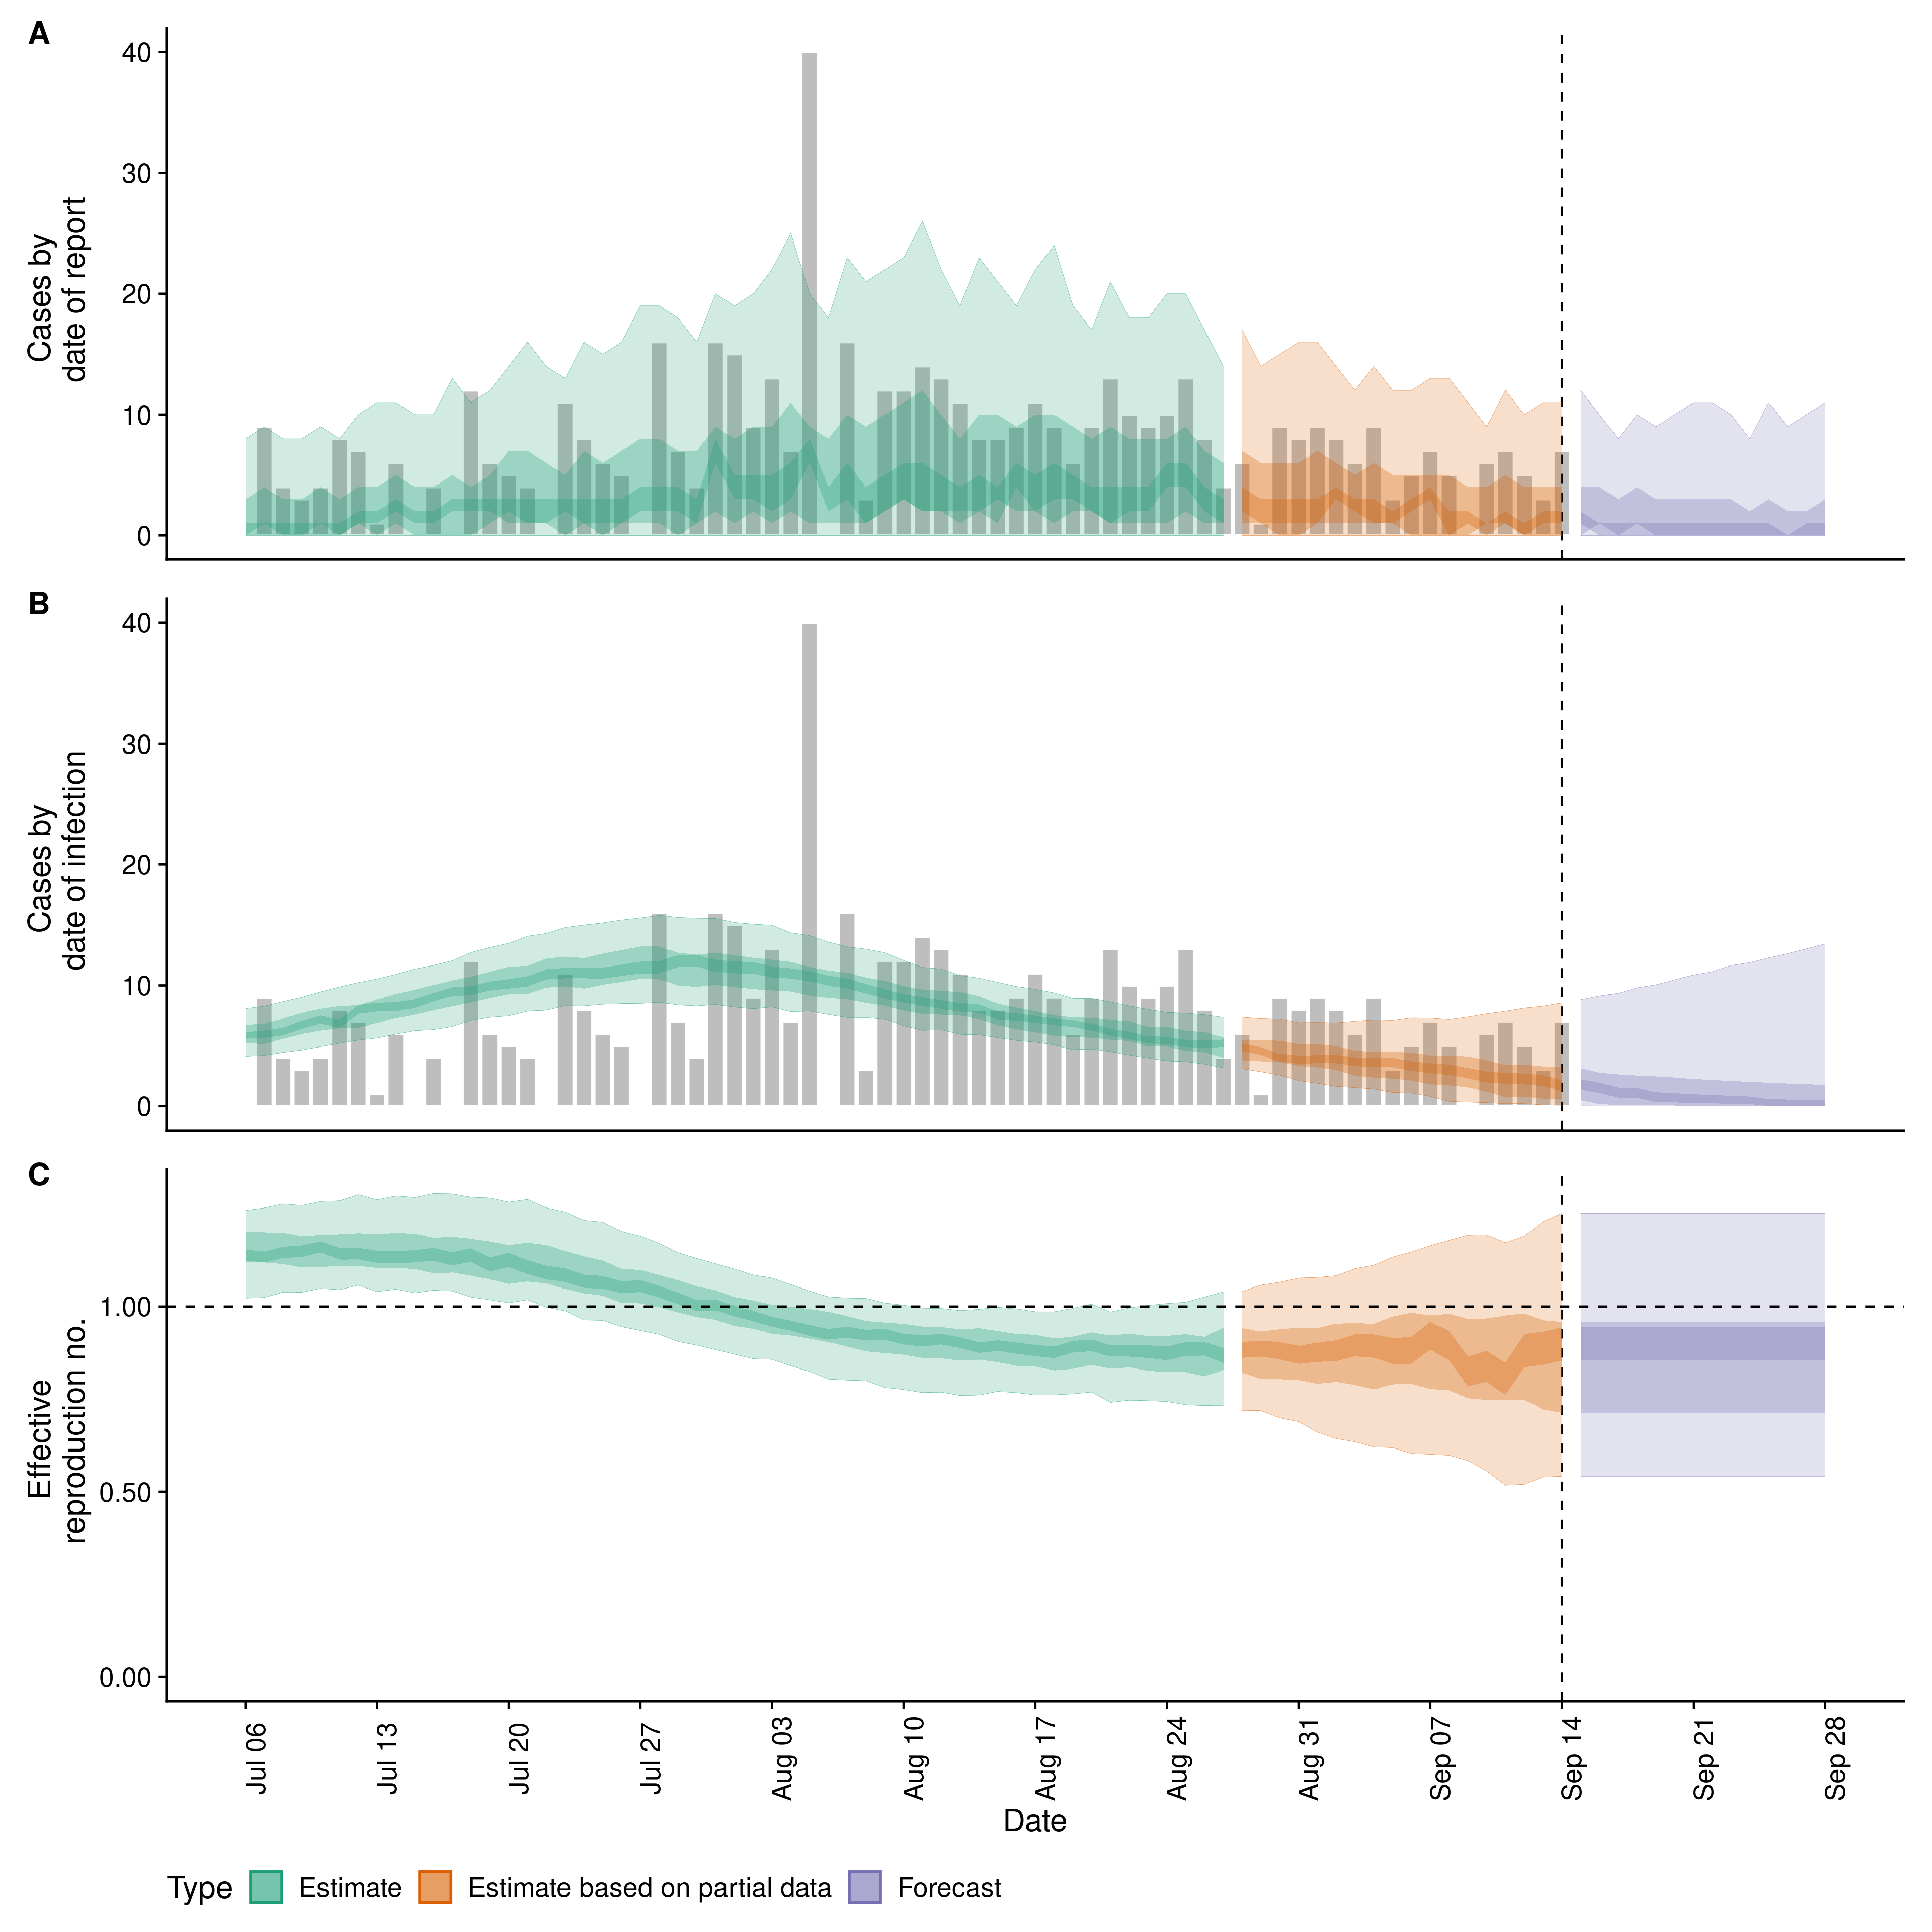 A
40
30
20
10
0
Cases by
date of report
B
40
30
20
10
0
Cases by
date of infection
C
1.00
0.50
0.00
Effective
reproduction no.
Jul 06
Jul 13
Jul 20
Jul 27
Aug 03
Aug 10
Aug 17
Aug 24
Aug 31
Sep 07
Sep 14
Sep 21
Sep 28
Date
Type Estimate Estimate based on partial data Forecast